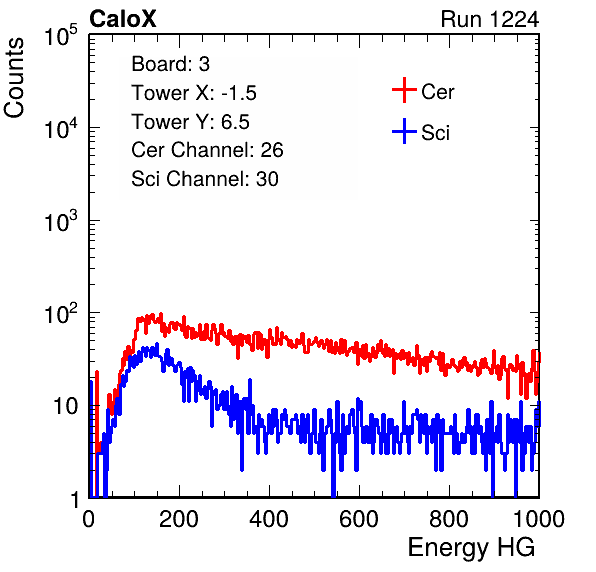 CaloX Run 1224
Counts
10^5
10^4
10^3
10^2
10
1
Board: 3
Tower X: -1.5
Tower Y: 6.5
Cer Channel: 26
Sci Channel: 30
Cer
Sci
0 200 400 600 800 1000
Energy HG